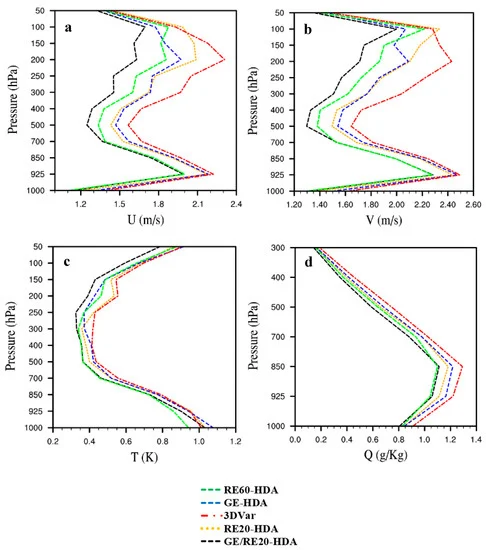 a
50
100
150
200
250
300
400
500
700
850
925
1000
Pressure (hPa)
1.2 1.5 1.8 2.1 2.4
U (m/s)
b
50
100
150
200
250
300
400
500
700
850
925
1000
Pressure (hPa)
1.20 1.40 1.60 1.80 2.00 2.20 2.40 2.60
V (m/s)
c
50
100
150
200
250
300
400
500
700
850
925
1000
Pressure (hPa)
0.2 0.4 0.6 0.8 1.0 1.2
T (K)
d
300
400
500
700
850
925
1000
Pressure (hPa)
0.0 0.2 0.4 0.6 0.8 1.0 1.2 1.4
Q (g/Kg)
RE60-HDA
GE-HDA
3DVar
RE20-HDA
GE/RE20-HDA